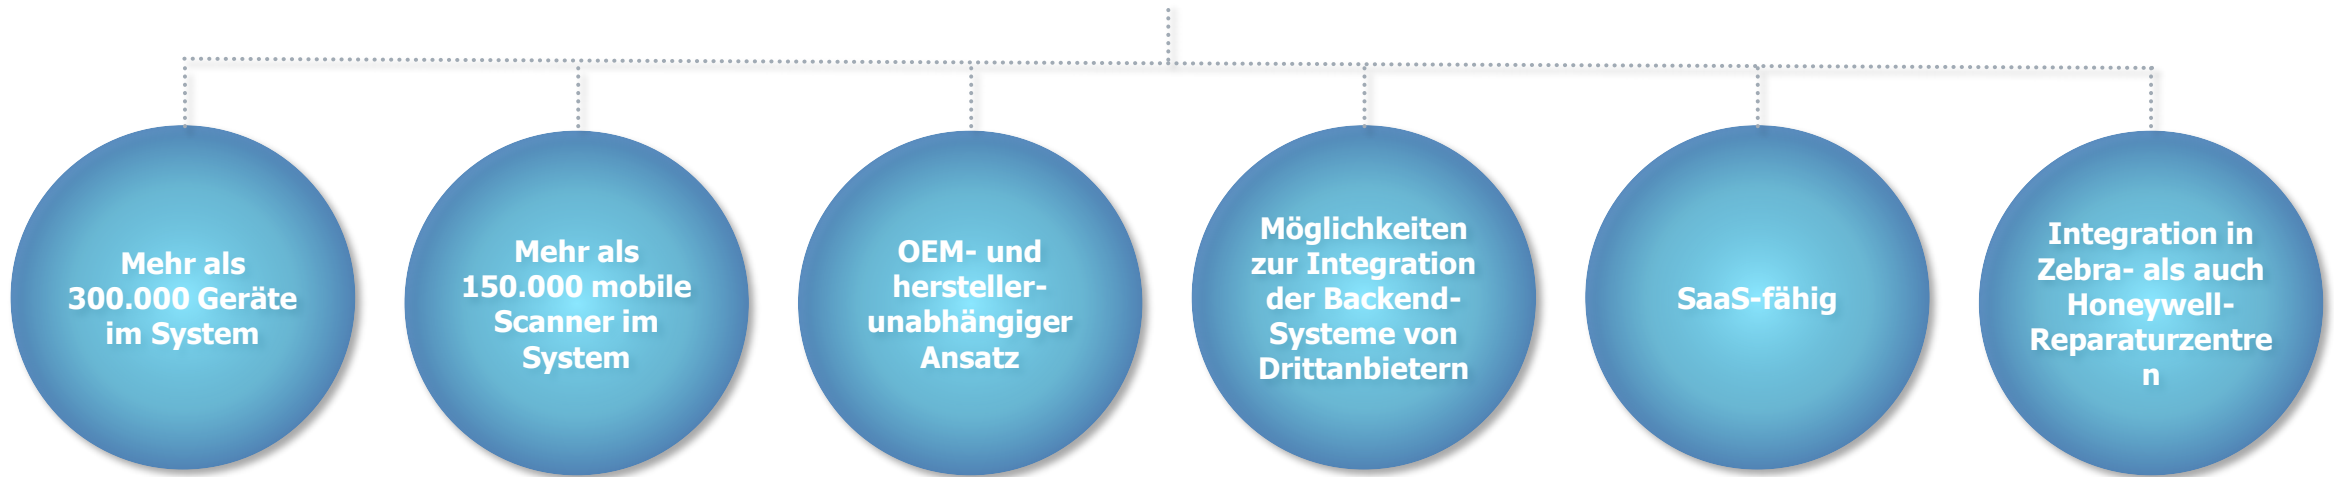 Mehr als
300.000 Geräte
im System
Mehr als
150.000 mobile
Scanner im
System
OEM- und
hersteller-
unabhängiger
Ansatz
Möglichkeiten
zur Integration
der Backend-
Systeme von
Drittanbietern
SaaS-fähig
Integration in
Zebra- als auch
Honeywell-
Reparaturzentre
n